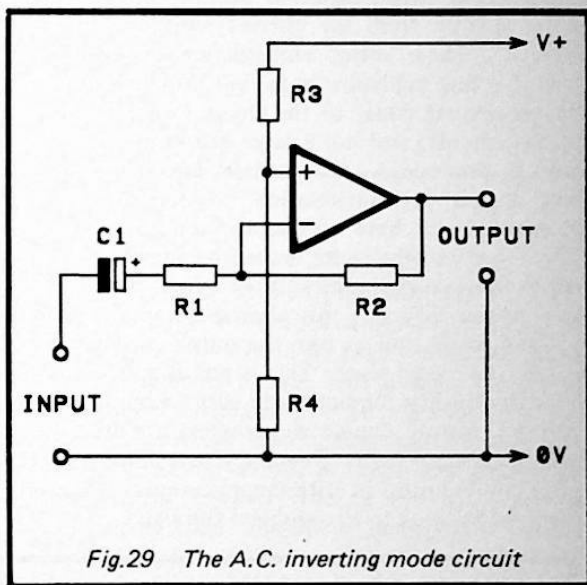 V+
R3
+
−
C1
+
R1
R2
OUTPUT
INPUT
R4
0V
Fig.29 The A.C. inverting mode circuit